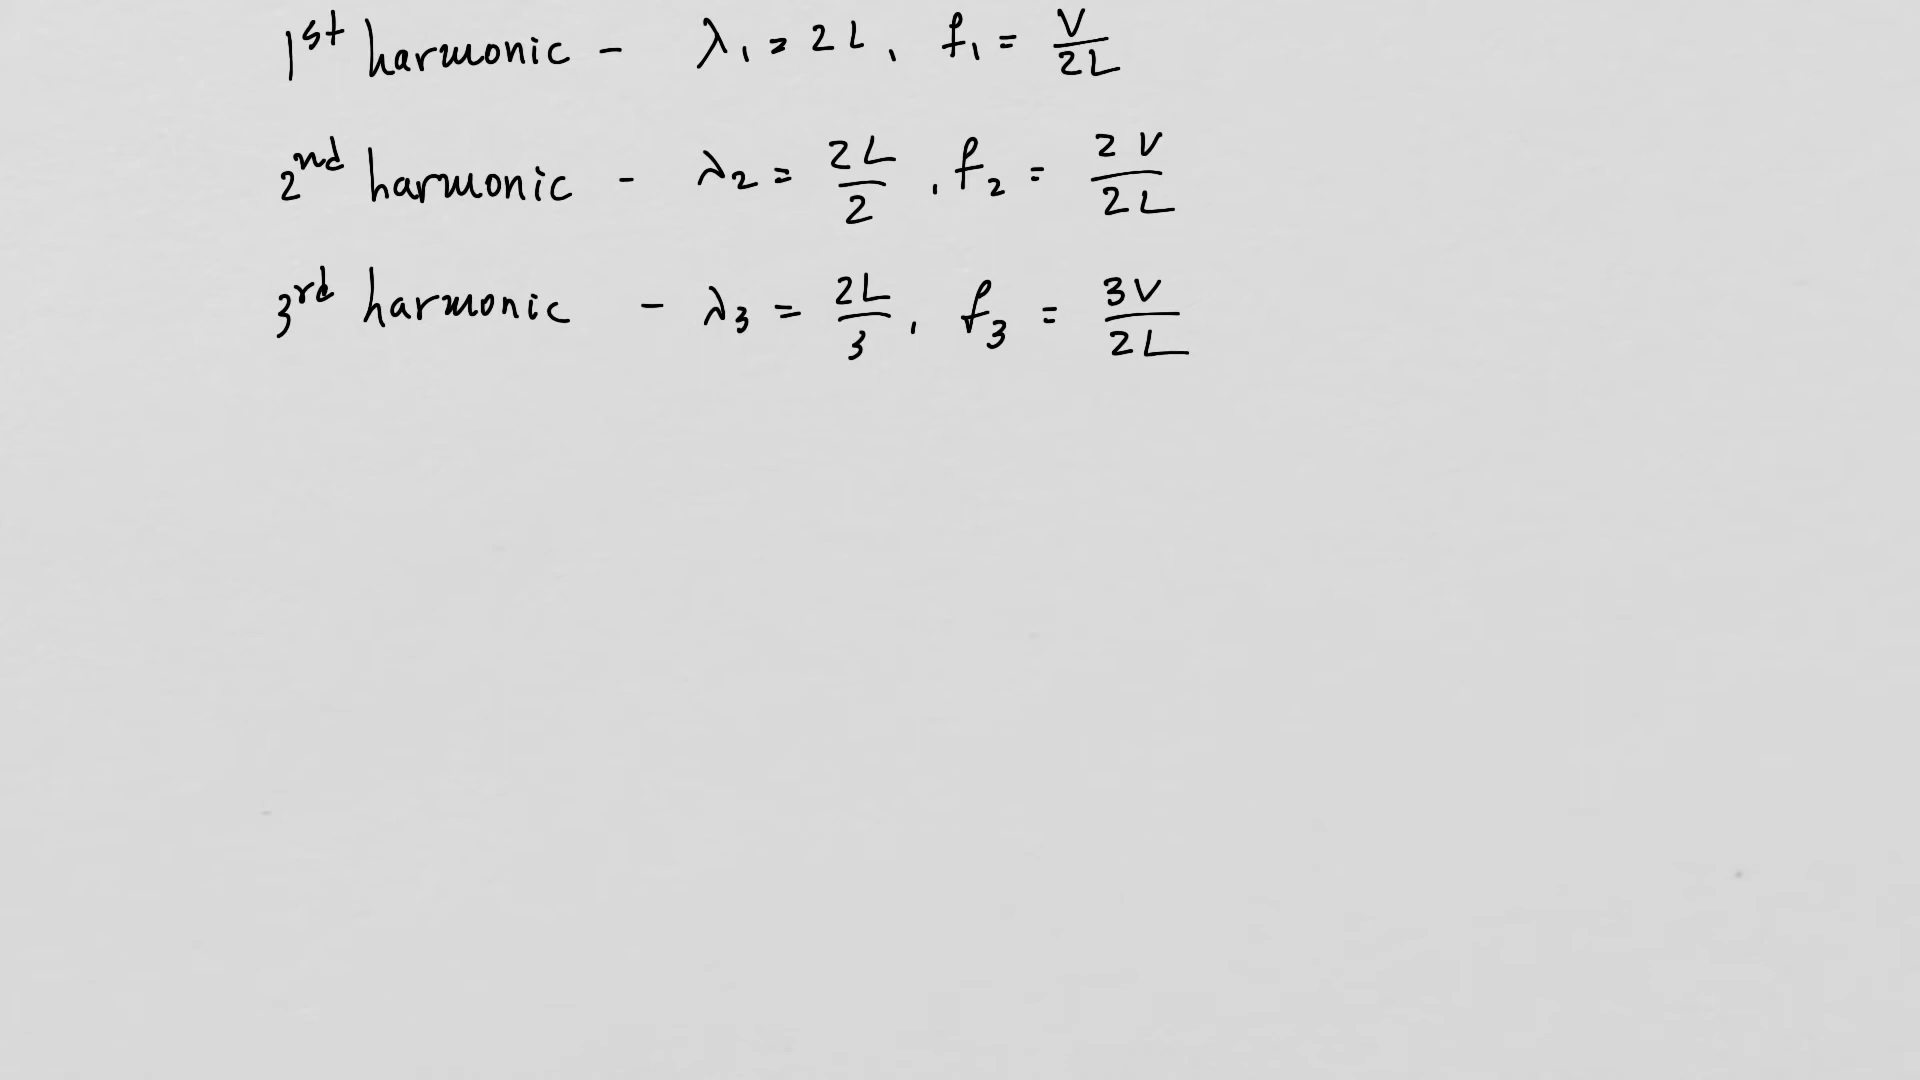 1st harmonic - λ₁ = 2L, f₁ = V/2L
2nd harmonic - λ₂ = 2L/2, f₂ = 2V/2L
3rd harmonic - λ₃ = 2L/3, f₃ = 3V/2L